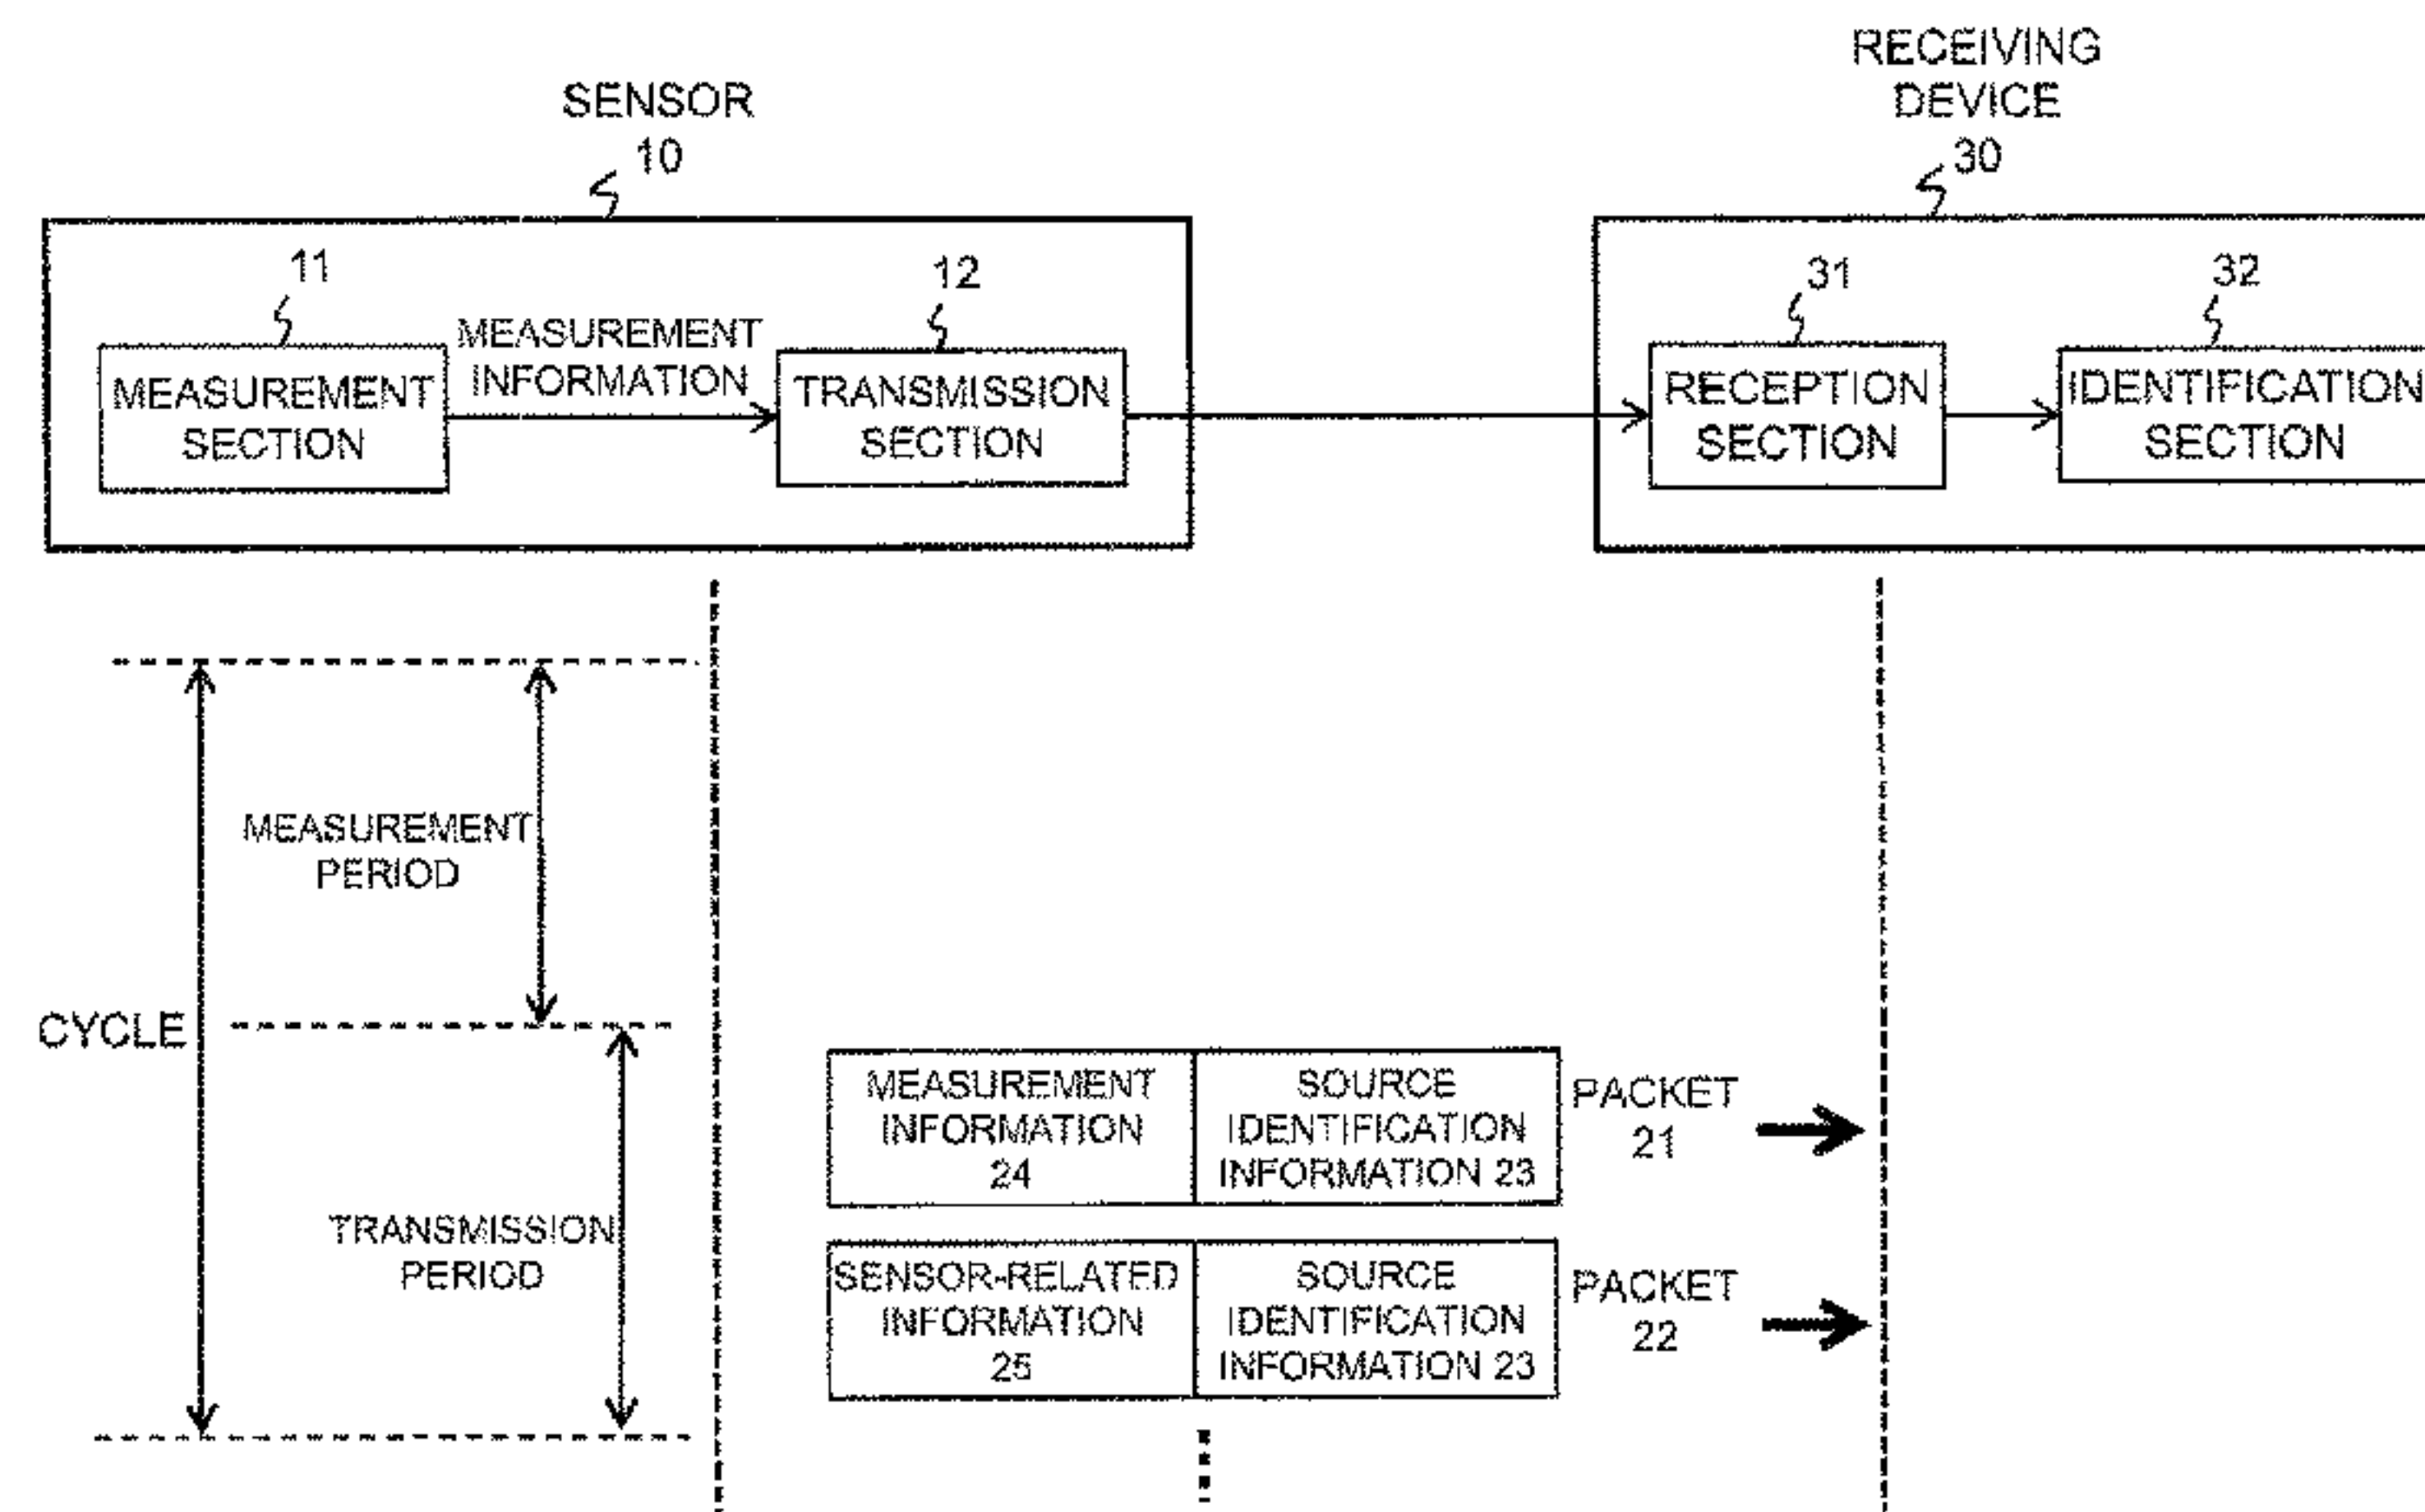 SENSOR
10
RECEIVING
DEVICE
30
11
MEASUREMENT
SECTION
MEASUREMENT
INFORMATION
12
TRANSMISSION
SECTION
31
RECEPTION
SECTION
32
IDENTIFICATION
SECTION
CYCLE
MEASUREMENT
PERIOD
TRANSMISSION
PERIOD
MEASUREMENT
INFORMATION
24
SOURCE
IDENTIFICATION
INFORMATION 23
PACKET
21
SENSOR-RELATED
INFORMATION
25
SOURCE
IDENTIFICATION
INFORMATION 23
PACKET
22